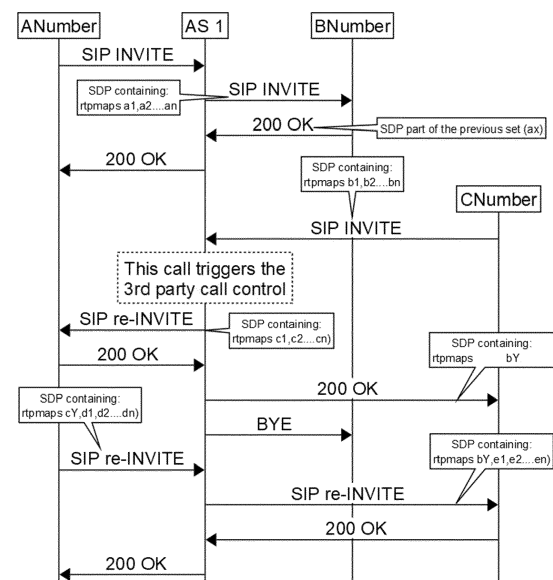 ANumber
AS 1
BNumber
SIP INVITE
SDP containing:
rtpmaps a1,a2....an
SIP INVITE
200 OK
SDP part of the previous set (ax)
200 OK
SDP containing:
rtpmaps b1,b2....bn
CNumber
SIP INVITE
This call triggers the
3rd party call control
SIP re-INVITE
SDP containing:
rtpmaps c1,c2....cn)
200 OK
SDP containing:
rtpmaps bY
200 OK
SDP containing:
rtpmaps cY,d1,d2....dn)
BYE
SIP re-INVITE
SDP containing:
rtpmaps bY,e1,e2....en)
SIP re-INVITE
200 OK
200 OK